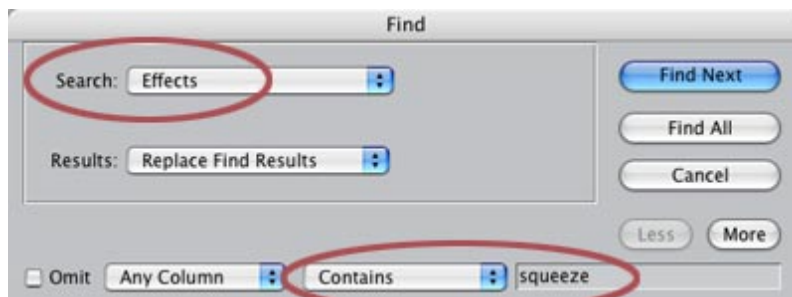 Find
Search: Effects
Find Next
Find All
Results: Replace Find Results
Cancel
Less More
Omit Any Column Contains squeeze